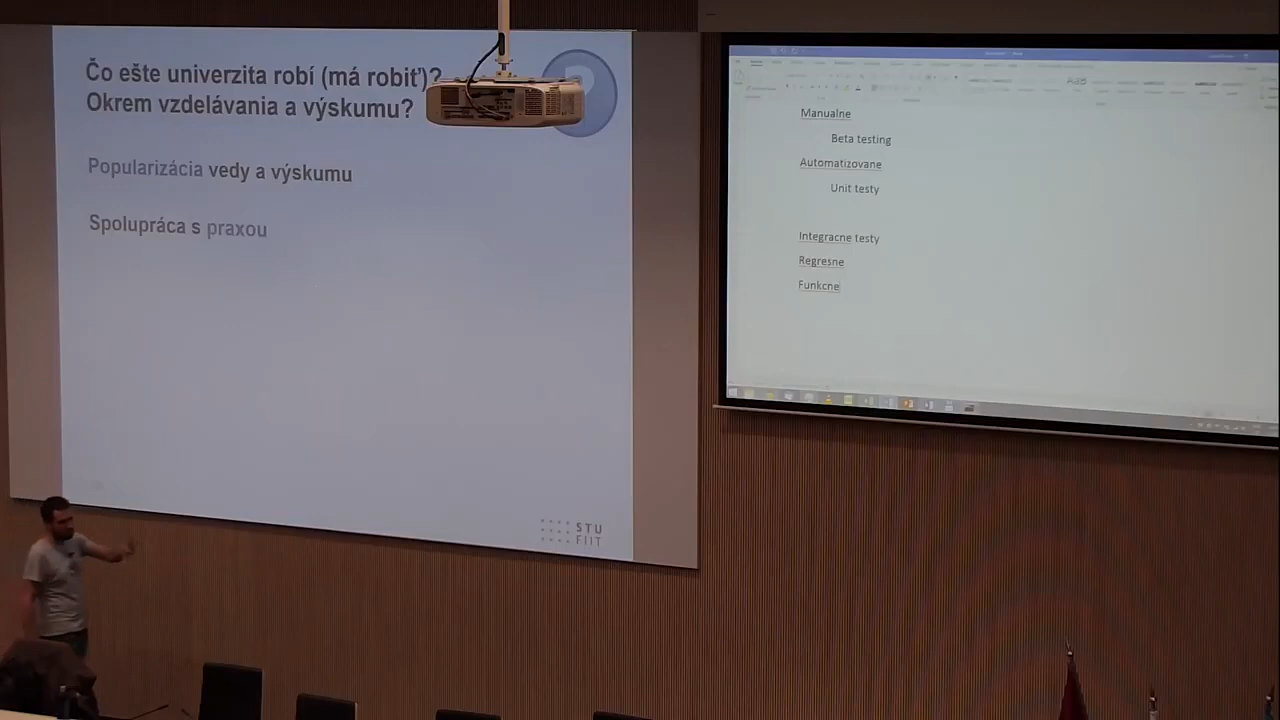 Čo ešte univerzita robí (má robiť)?
Okrem vzdelávania a výskumu?
Popularizácia vedy a výskumu
Spolupráca s praxou
STU
FIIT
Manualne
Beta testing
Automatizovane
Unit testy
Integracne testy
Regresne
Funkcne